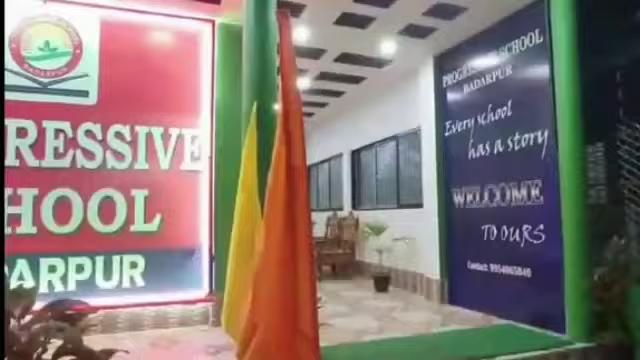 RESSIVE
HOOL
DARPUR
BADARPUR
PROGRESSIVE SCHOOL
BADARPUR
Every school
has a story
WELCOME
TO OURS